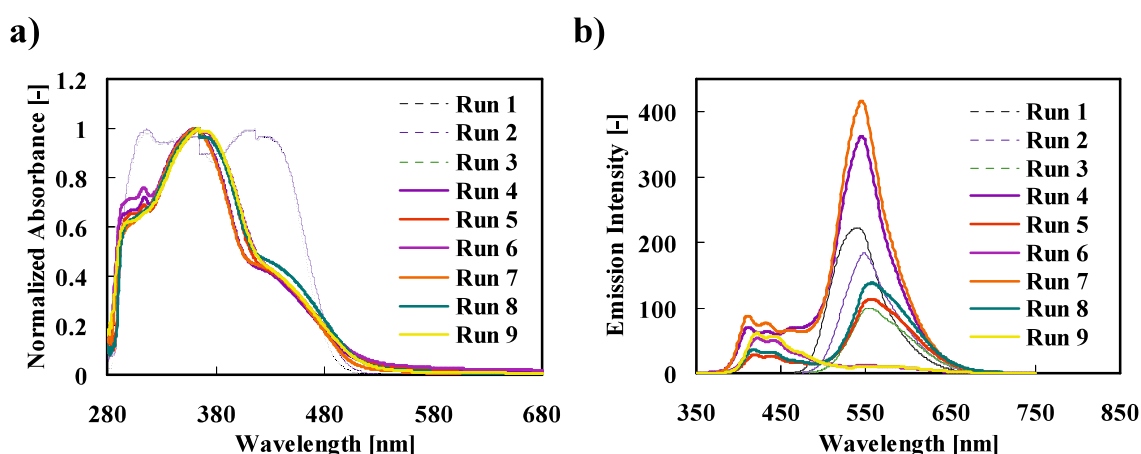 a)
Normalized Absorbance [-]
1.2
1
0.8
0.6
0.4
0.2
0
280 380 480 580 680
Wavelength [nm]
Run 1
Run 2
Run 3
Run 4
Run 5
Run 6
Run 7
Run 8
Run 9
b)
Emission Intensity [-]
400
300
200
100
0
350 450 550 650 750 850
Wavelength [nm]
Run 1
Run 2
Run 3
Run 4
Run 5
Run 6
Run 7
Run 8
Run 9